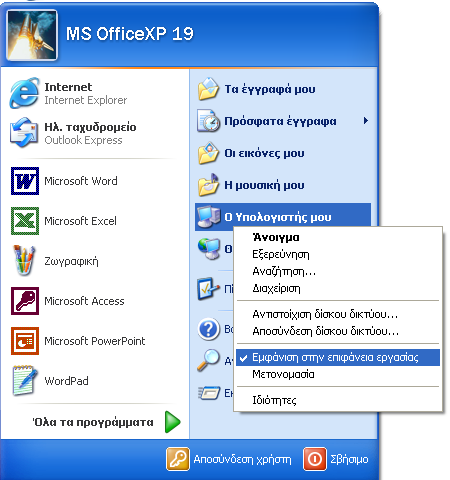 MS OfficeXP 19
Internet
Internet Explorer
Ηλ. ταχυδρομείο
Outlook Express
Microsoft Word
Microsoft Excel
Ζωγραφική
Microsoft Access
Microsoft PowerPoint
WordPad
Όλα τα προγράμματα
Τα έγγραφά μου
Πρόσφατα έγγραφα
Οι εικόνες μου
Η μουσική μου
Ο Υπολογιστής μου
Άνοιγμα
Εξερεύνηση
Αναζήτηση...
Διαχείριση
Αντιστοίχιση δίσκου δικτύου...
Αποσύνδεση δίσκου δικτύου...
Εμφάνιση στην επιφάνεια εργασίας
Μετονομασία
Ιδιότητες
Αποσύνδεση χρήστη
Σβήσιμο